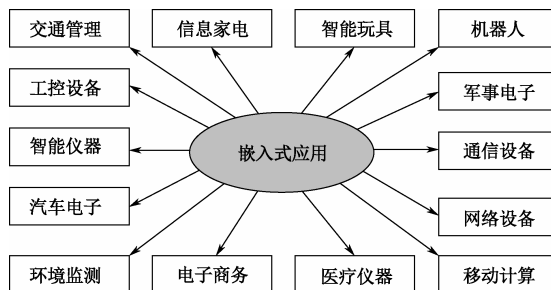 交通管理
信息家电
智能玩具
机器人
工控设备
军事电子
智能仪器
嵌入式应用
通信设备
汽车电子
网络设备
环境监测
电子商务
医疗仪器
移动计算